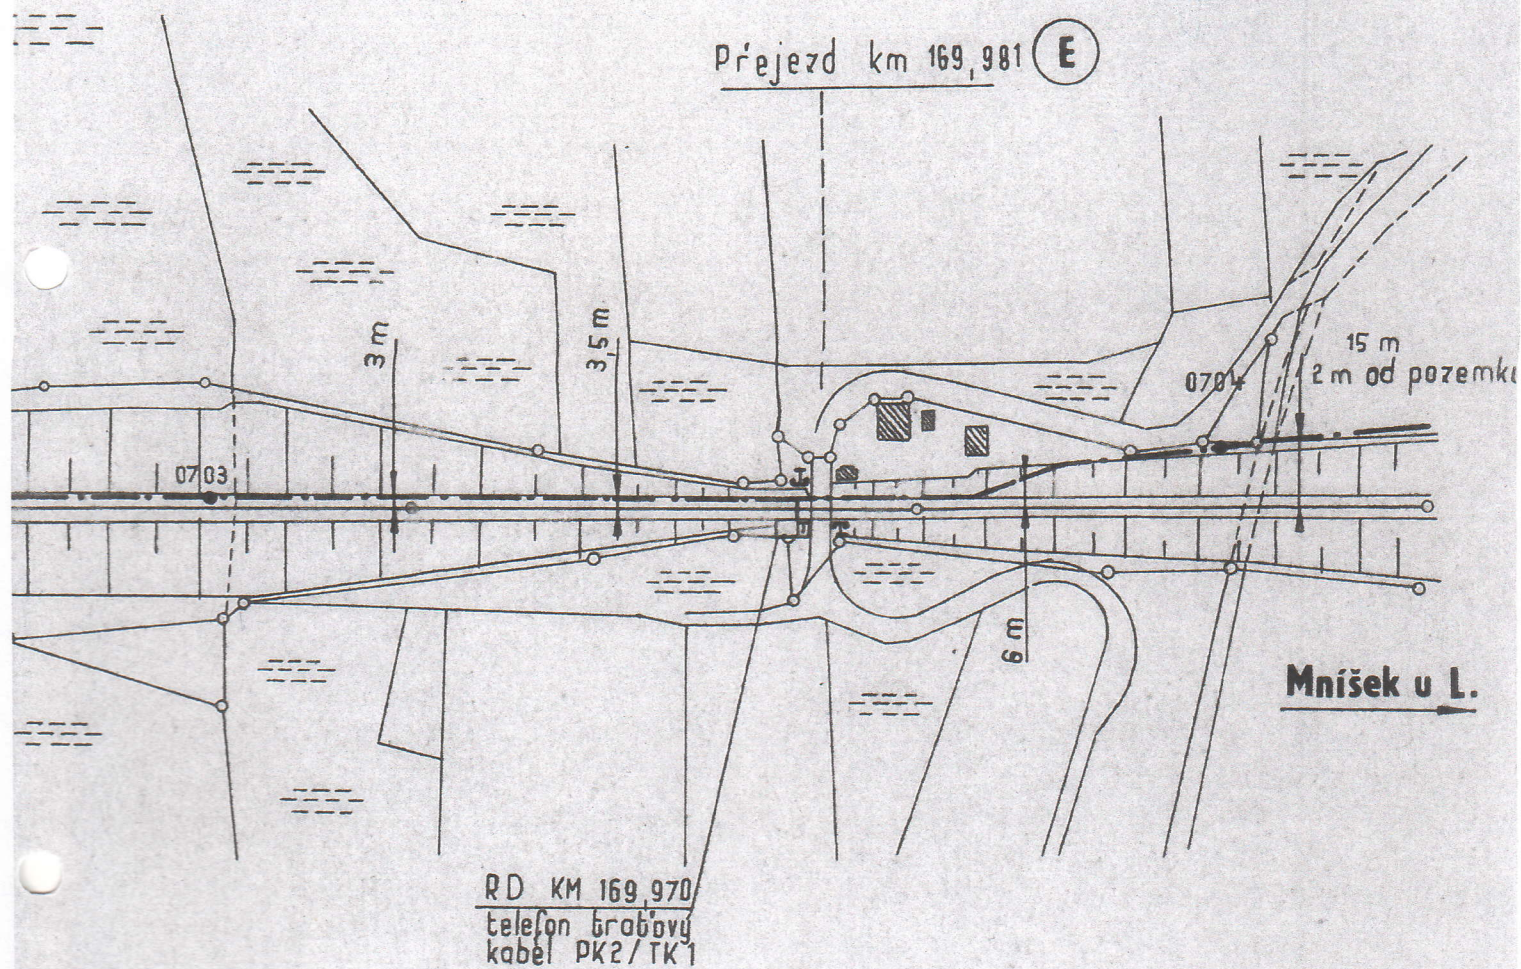 Přejezd km 169,981 E
3 m
3,5 m
15 m
2 m od pozemku
0704
0703
6 m
Mníšek u L.
RD KM 169,970
telefon traťový
kabel PK2/TK1